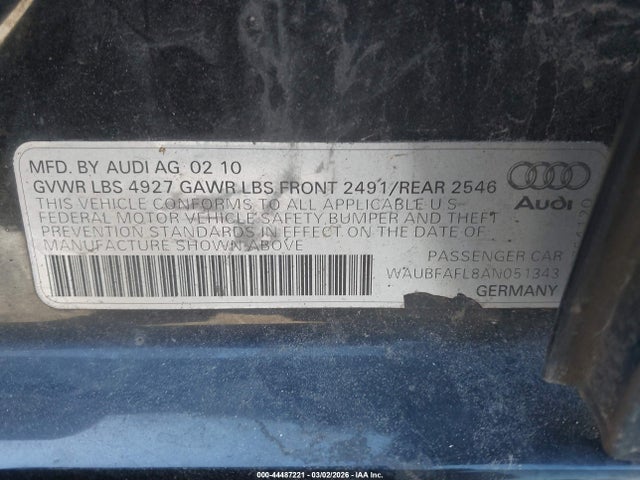 MFD. BY AUDI AG 02 10
GVWR LBS 4927 GAWR LBS FRONT 2491/REAR 2546
THIS VEHICLE CONFORMS TO ALL APPLICABLE U S
FEDERAL MOTOR VEHICLE SAFETY, BUMPER AND THEFT
PREVENTION STANDARDS IN EFFECT ON THE DATE OF
MANUFACTURE SHOWN ABOVE
Audi
PASSENGER CAR
WAUBFAFL8AN051343
GERMANY
000-44487221 - 03/02/2026 - Copyright © 2026 IAA, Inc.